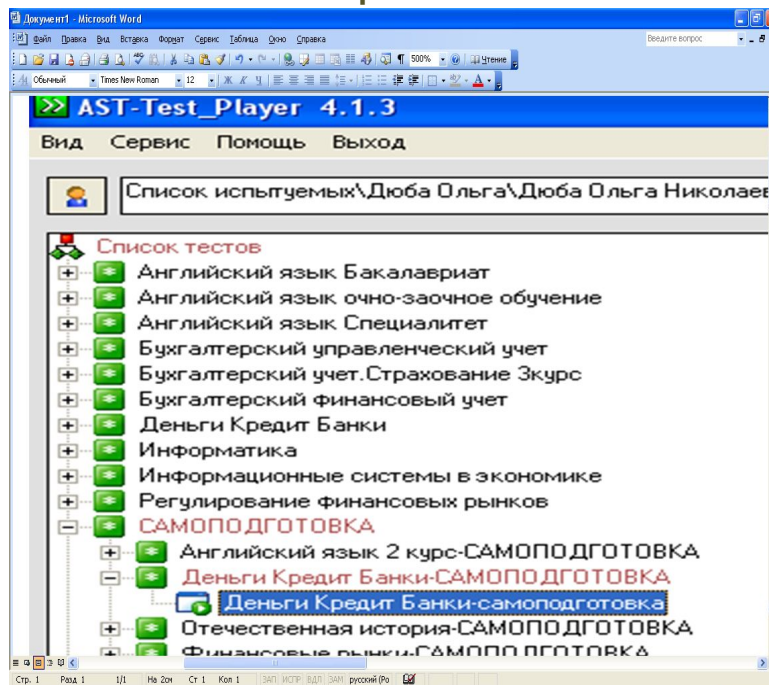 Документ1 - Microsoft Word
Файл Правка Вид Вставка Формат Сервис Таблица Окно Справка Введите вопрос
500% Чтение
Обычный Times New Roman 12 Ж К Ч
AST-Test_Player 4.1.3
Вид Сервис Помощь Выход
Список испытуемых\Дюба Ольга\Дюба Ольга Николаев
Список тестов
Английский язык Бакалавриат
Английский язык очно-заочное обучение
Английский язык Специалитет
Бухгалтерский управленческий учет
Бухгалтерский учет.Страхование 3курс
Бухгалтерский финансовый учет
Деньги Кредит Банки
Информатика
Информационные системы в экономике
Регулирование финансовых рынков
САМОПОДГОТОВКА
Английский язык 2 курс-САМОПОДГОТОВКА
Деньги Кредит Банки-САМОПОДГОТОВКА
Деньги Кредит Банки-самоподготовка
Отечественная история-САМОПОДГОТОВКА
Финансовые рынки-САМОПОДГОТОВКА
Стр. 1 Разд 1 1/1 На 2см Ст 1 Кол 1 ЗАП ИСПР ВДЛ ЗАМ русский (Ро